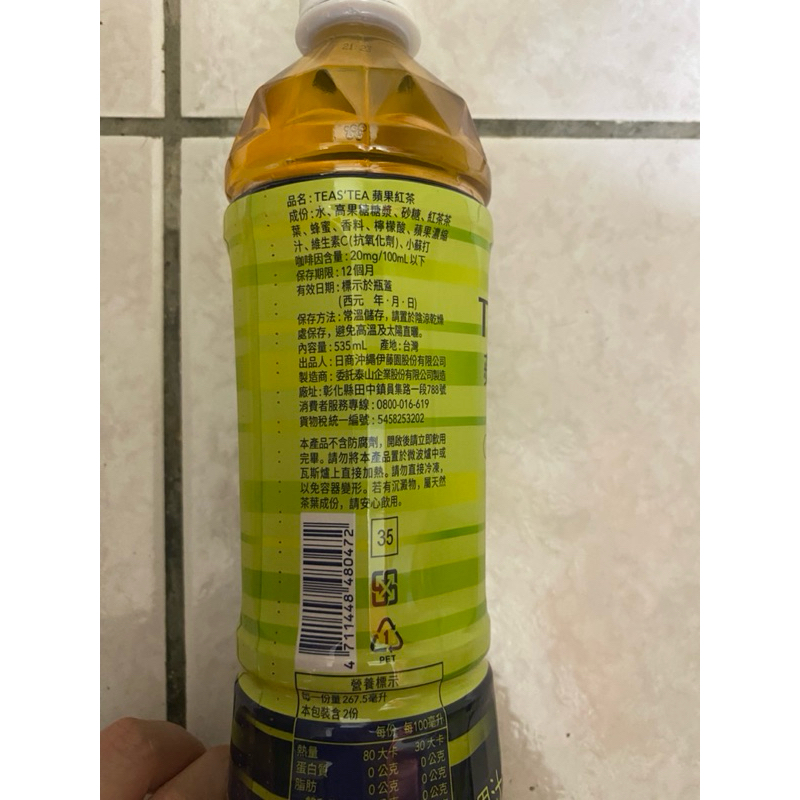 品名：TEAS'TEA 蘋果紅茶
成份：水、高果糖糖漿、砂糖、紅茶茶
葉、蜂蜜、香料、檸檬酸、蘋果濃縮
汁、維生素C(抗氧化劑)、小蘇打
咖啡因含量：20mg/100mL 以下
保存期限：12個月
有效日期：標示於瓶蓋
(西元 年·月·日)
保存方法：常溫儲存，請置於陰涼乾燥
處保存，避免高溫及太陽直曬。
內容量：535mL 產地：台灣
出品人：日商沖繩伊藤園股份有限公司
製造商：委託泰山企業股份有限公司製造
廠址：彰化縣田中鎮員集路一段788號
消費者服務專線：0800-016-619
貨物稅統一編號：5458253202
本產品不含防腐劑，開啟後請立即飲用
完畢。請勿將本產品置於微波爐中或
瓦斯爐上直接加熱。請勿直接冷凍，
以免容器變形。若有沉澱物，屬天然
茶葉成份，請安心飲用。
35
4 711448 480472
1
PET
營養標示
每一份量 267.5毫升
本包裝含 2份
每份 每100毫升
熱量 80 大卡 30 大卡
蛋白質 0 公克 0 公克
脂肪 0 公克 0 公克
0 公克 0 公克